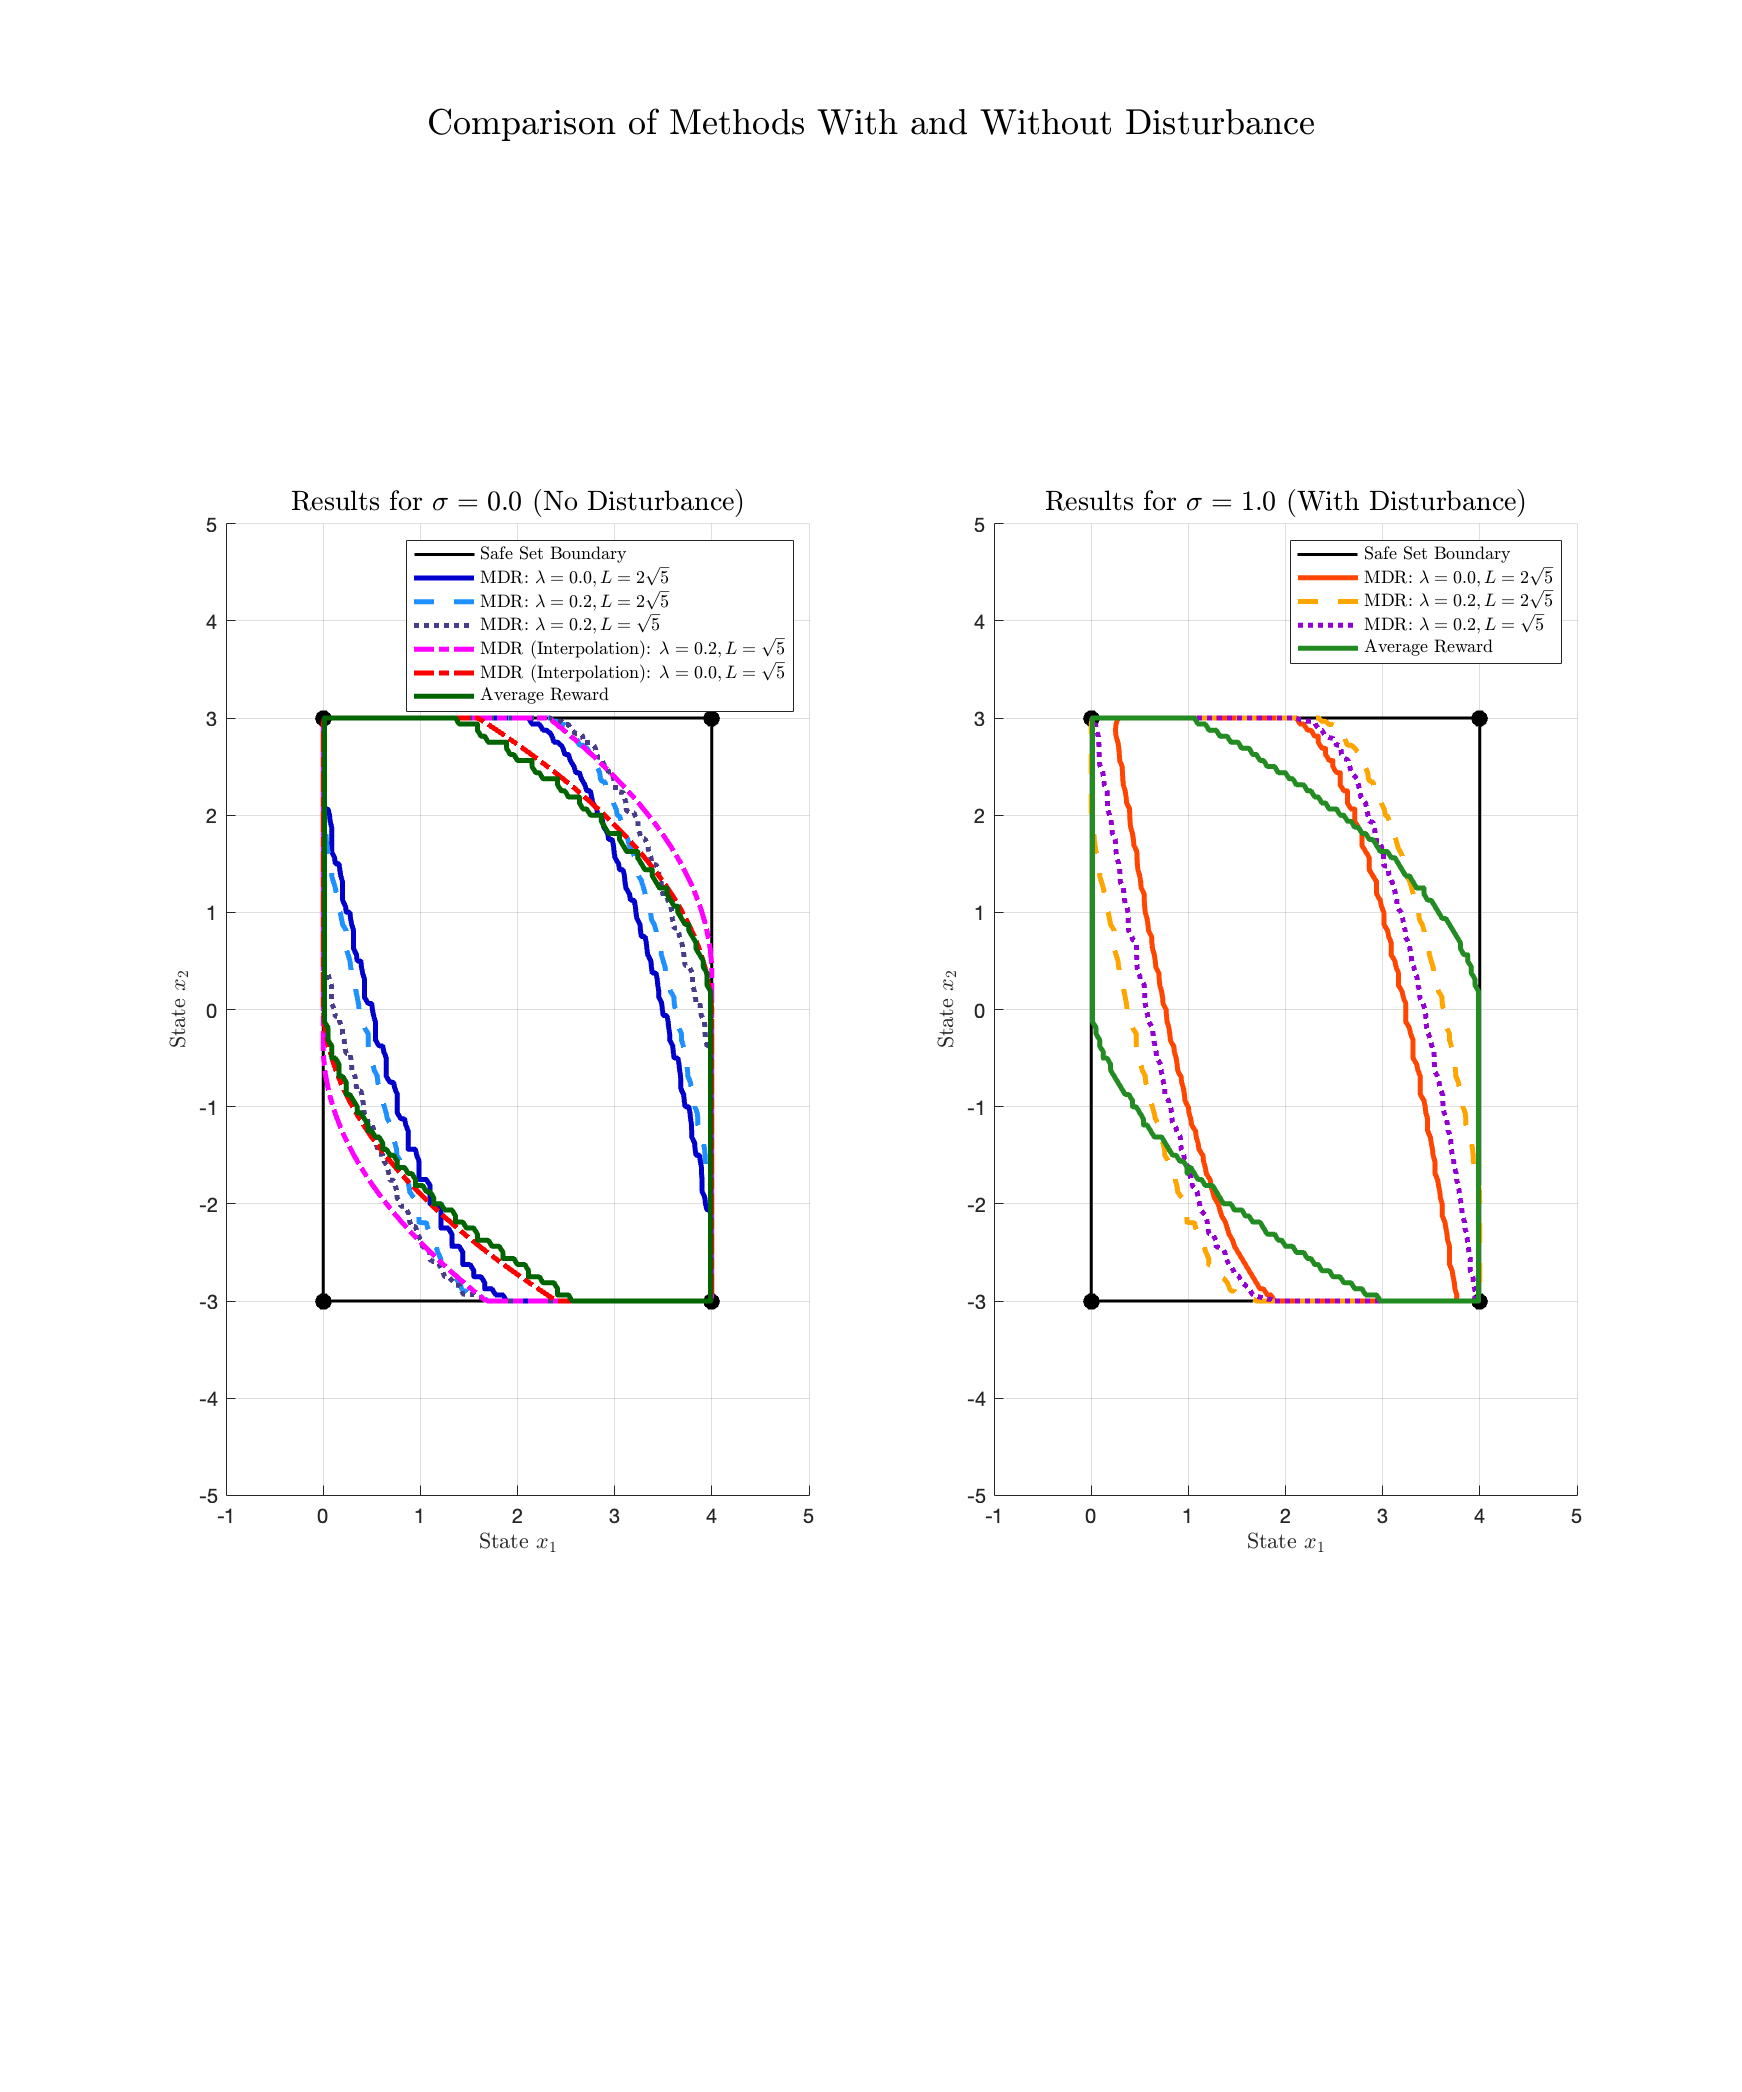 Comparison of Methods With and Without Disturbance
Results for σ = 0.0 (No Disturbance)
Safe Set Boundary
MDR: λ = 0.0, L = 2√5
MDR: λ = 0.2, L = 2√5
MDR: λ = 0.2, L = √5
MDR (Interpolation): λ = 0.2, L = √5
MDR (Interpolation): λ = 0.0, L = √5
Average Reward
5
4
3
2
1
0
-1
-2
-3
-4
-5
State x₂
-1 0 1 2 3 4 5
State x₁
Results for σ = 1.0 (With Disturbance)
Safe Set Boundary
MDR: λ = 0.0, L = 2√5
MDR: λ = 0.2, L = 2√5
MDR: λ = 0.2, L = √5
Average Reward
5
4
3
2
1
0
-1
-2
-3
-4
-5
State x₂
-1 0 1 2 3 4 5
State x₁